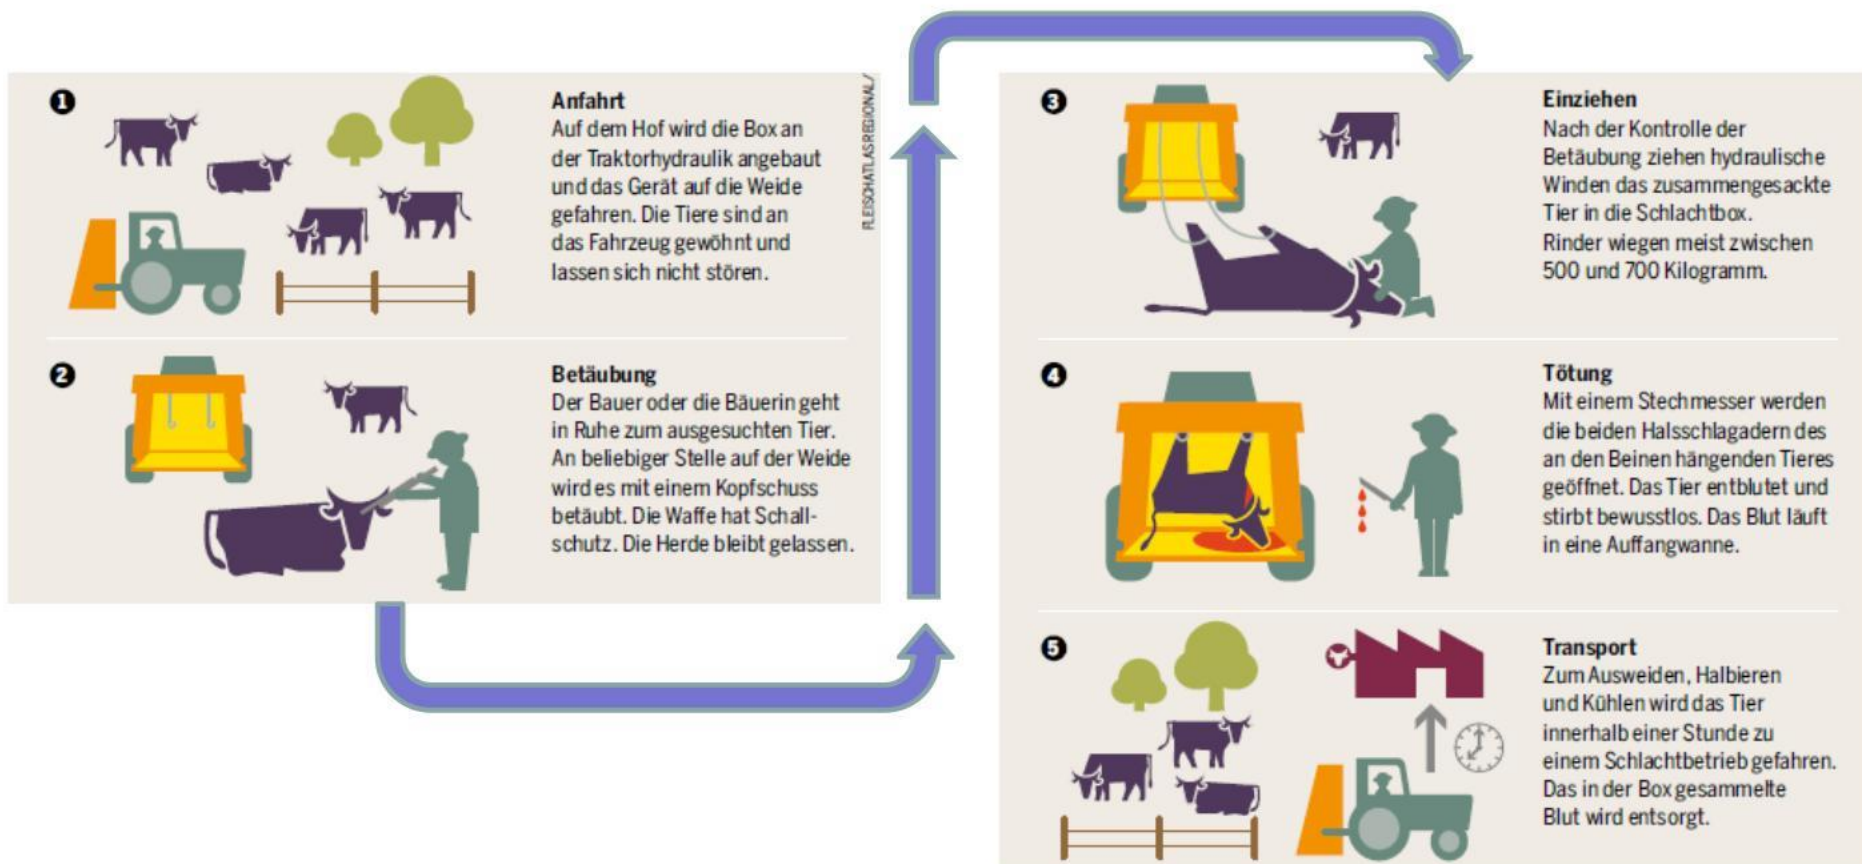 1
Anfahrt
Auf dem Hof wird die Box an
der Traktorhydraulik angebaut
und das Gerät auf die Weide
gefahren. Die Tiere sind an
das Fahrzeug gewöhnt und
lassen sich nicht stören.
FLEISCHATLAS REGIONAL/
2
Betäubung
Der Bauer oder die Bäuerin geht
in Ruhe zum ausgesuchten Tier.
An beliebiger Stelle auf der Weide
wird es mit einem Kopfschuss
betäubt. Die Waffe hat Schall-
schutz. Die Herde bleibt gelassen.
3
Einziehen
Nach der Kontrolle der
Betäubung ziehen hydraulische
Winden das zusammengesackte
Tier in die Schlachtbox.
Rinder wiegen meist zwischen
500 und 700 Kilogramm.
4
Tötung
Mit einem Stechmesser werden
die beiden Halsschlagadern des
an den Beinen hängenden Tieres
geöffnet. Das Tier entblutet und
stirbt bewusstlos. Das Blut läuft
in eine Auffangwanne.
5
Transport
Zum Ausweiden, Halbieren
und Kühlen wird das Tier
innerhalb einer Stunde zu
einem Schlachtbetrieb gefahren.
Das in der Box gesammelte
Blut wird entsorgt.